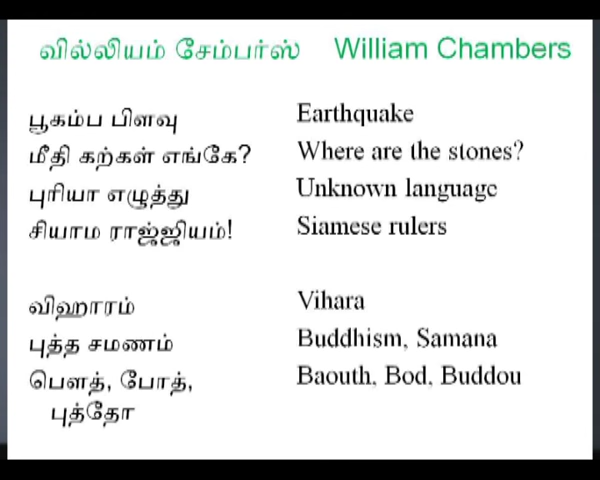 வில்லியம் சேம்பர்ஸ் William Chambers
பூகம்ப பிளவு Earthquake
மீதி கற்கள் எங்கே? Where are the stones?
புரியா எழுத்து Unknown language
சியாம ராஜ்ஜியம்! Siamese rulers
விஹாரம் Vihara
புத்த சமணம் Buddhism, Samana
பௌத், போத், Baouth, Bod, Buddou
புத்தோ